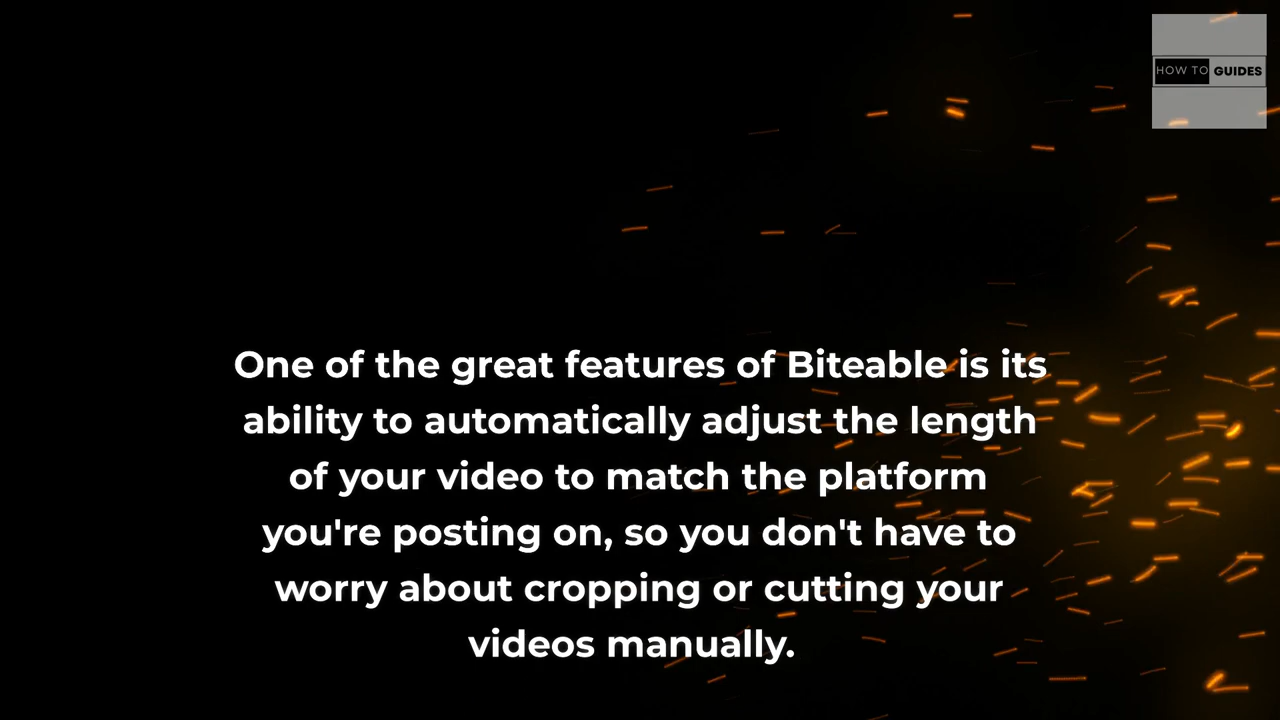 HOW TO GUIDES
One of the great features of Biteable is its
ability to automatically adjust the length
of your video to match the platform
you're posting on, so you don't have to
worry about cropping or cutting your
videos manually.